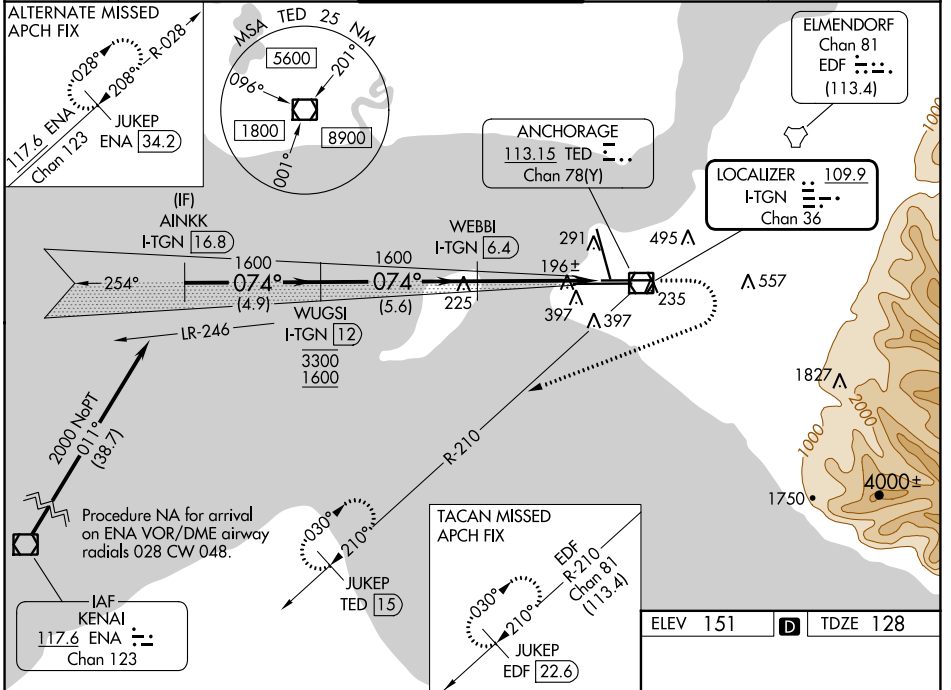 ALTERNATE MISSED
APCH FIX
028°
208°
R-028
JUKEP
ENA 34.2
117.6 ENA
Chan 123
MSA TED 25 NM
5600
096°
201°
1800
8900
001°
ELMENDORF
Chan 81
EDF
(113.4)
ANCHORAGE
113.15 TED
Chan 78(Y)
LOCALIZER 109.9
I-TGN
Chan 36
(IF)
AINKK
I-TGN 16.8
WEBBI
I-TGN 6.4
291
495
1600
1600
196±
254°
074°
074°
557
(4.9)
(5.6)
225
235
397
397
LR-246
WUGSI
I-TGN 12
3300
1600
1000
1827
2000
1000
2000 NoPT
011°
(38.7)
R-210
4000±
1750
Procedure NA for arrival
on ENA VOR/DME airway
radials 028 CW 048.
030°
210°
JUKEP
TED 15
TACAN MISSED
APCH FIX
EDF
R-210
Chan 81
(113.4)
030°
210°
JUKEP
EDF 22.6
IAF
KENAI
117.6 ENA
Chan 123
ELEV 151 D TDZE 128